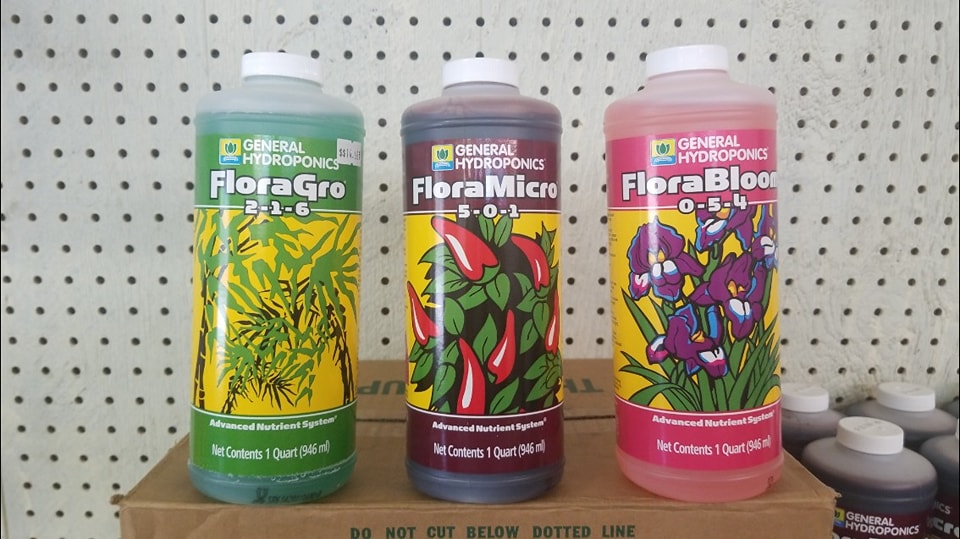 GENERAL
HYDROPONICS
FloraGro
2-1-6
Advanced Nutrient System
Net Contents 1 Quart (946 ml)
GENERAL
HYDROPONICS
FloraMicro
5-0-1
Advanced Nutrient System
Net Contents 1 Quart (946 ml)
GENERAL
HYDROPONICS
FloraBloom
0-5-4
Advanced Nutrient System
Net Contents 1 Quart (946 ml)
UP
DO NOT CUT BELOW DOTTED LINE
GENERAL
HYDROPONICS